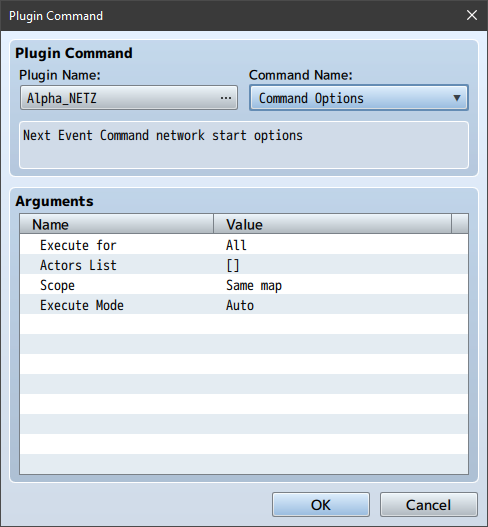 Plugin Command
Plugin Command
Plugin Name: Command Name:
Alpha_NETZ ... Command Options
Next Event Command network start options
Arguments
Name Value
Execute for All
Actors List []
Scope Same map
Execute Mode Auto
OK Cancel